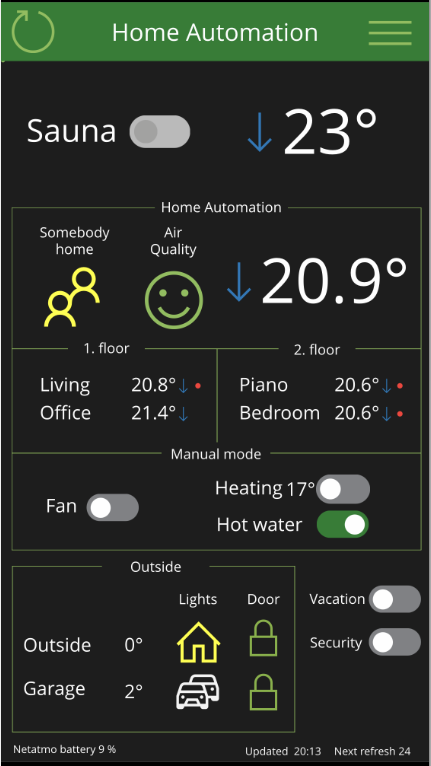 Home Automation
Sauna 23°
Home Automation
Somebody
home
Air
Quality
20.9°
1. floor
2. floor
Living 20.8°
Office 21.4°
Piano 20.6°
Bedroom 20.6°
Manual mode
Fan
Heating 17°
Hot water
Outside
Lights Door
Outside 0°
Garage 2°
Vacation
Security
Netatmo battery 9 %
Updated 20:13 Next refresh 24